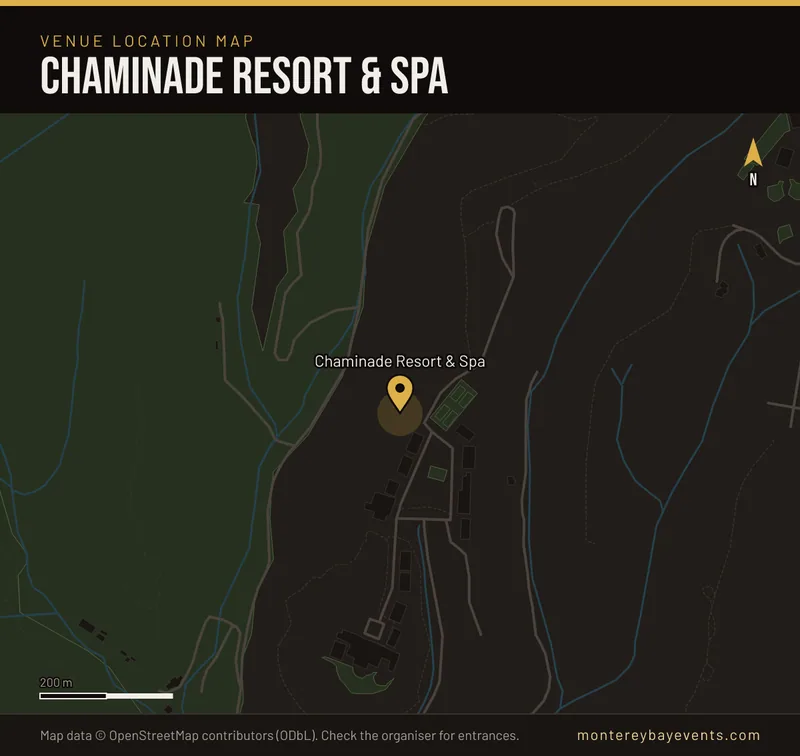 VENUE LOCATION MAP
CHAMINADE RESORT & SPA
N
Chaminade Resort & Spa
200 m
Map data © OpenStreetMap contributors (ODbL). Check the organiser for entrances.
montereybayevents.com